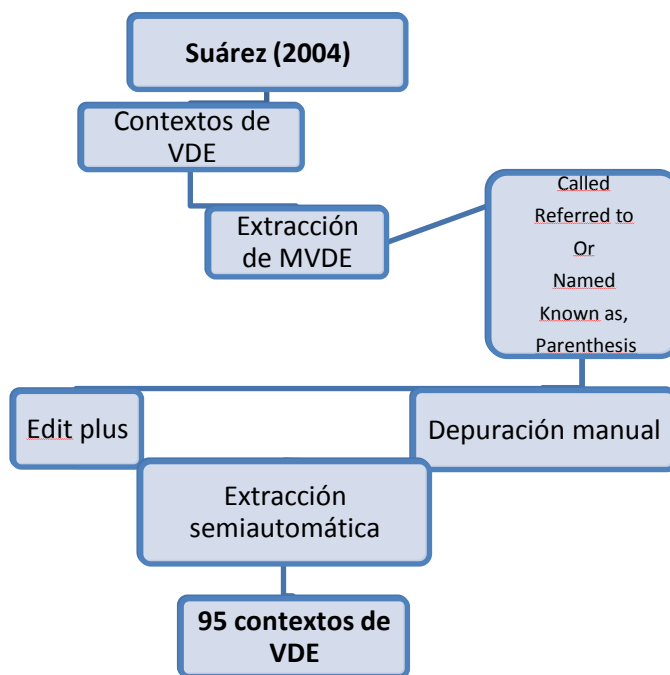 Suárez (2004)
Contextos de
VDE
Extracción
de MVDE
Called
Referred to
Or
Named
Known as,
Parenthesis
Edit plus
Depuración manual
Extracción
semiautomática
95 contextos de
VDE